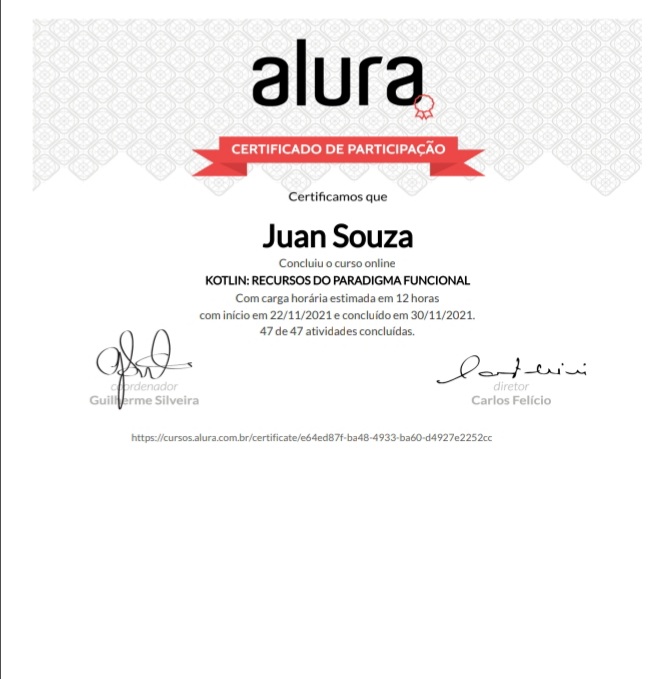 alura
CERTIFICADO DE PARTICIPAÇÃO
Certificamos que
Juan Souza
Concluiu o curso online
KOTLIN: RECURSOS DO PARADIGMA FUNCIONAL
Com carga horária estimada em 12 horas
com início em 22/11/2021 e concluído em 30/11/2021.
47 de 47 atividades concluídas.
coordenador
Guilherme Silveira
diretor
Carlos Felício
https://cursos.alura.com.br/certificate/e64ed87f-ba48-4933-ba60-d4927e2252cc